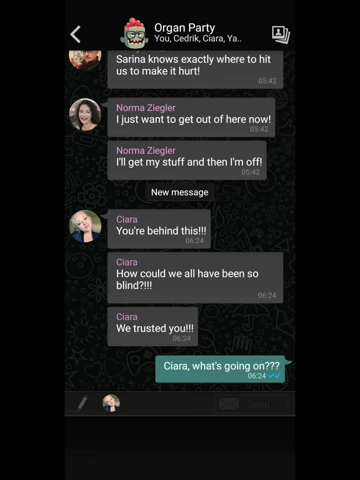 Organ Party
You, Cedrik, Ciara, Ya..
Sarina knows exactly where to hit
us to make it hurt!
05:42
Norma Ziegler
I just want to get out of here now!
05:42
Norma Ziegler
I'll get my stuff and then I'm off!
05:42
New message
Ciara
You're behind this!!!
06:24
Ciara
How could we all have been so
blind?!!!
06:24
Ciara
We trusted you!!!
06:24
Ciara, what's going on???
06:24
Send